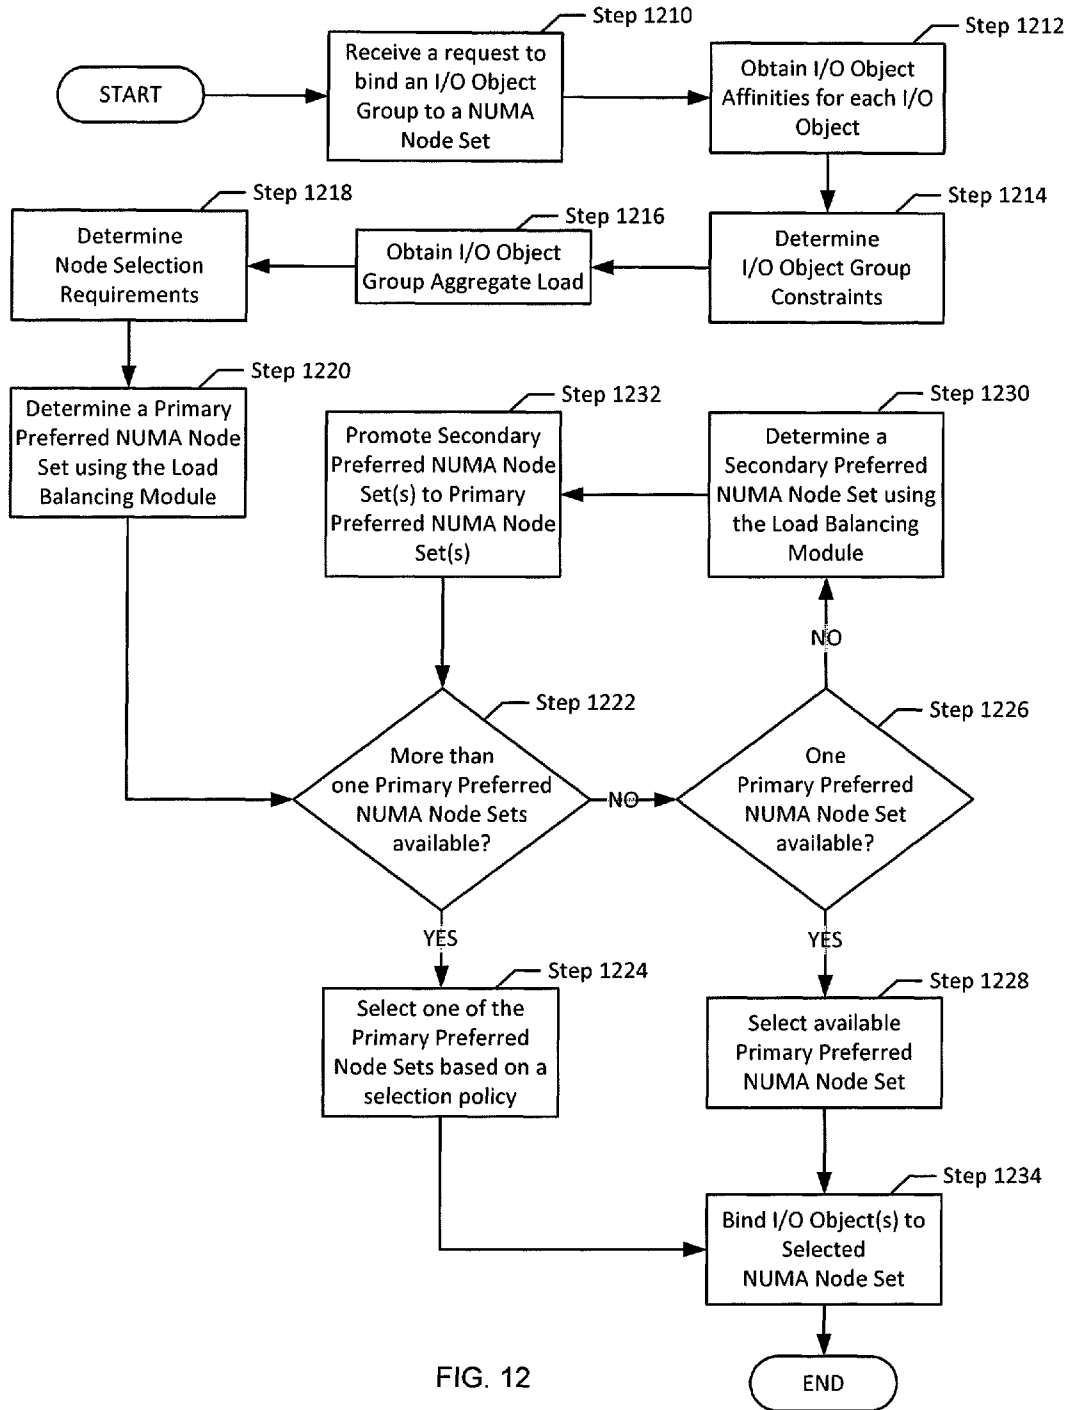 START
Step 1210
Receive a request to
bind an I/O Object
Group to a NUMA
Node Set
Step 1212
Obtain I/O Object
Affinities for each I/O
Object
Step 1214
Determine
I/O Object Group
Constraints
Step 1216
Obtain I/O Object
Group Aggregate Load
Step 1218
Determine
Node Selection
Requirements
Step 1220
Determine a Primary
Preferred NUMA Node
Set using the Load
Balancing Module
Step 1232
Promote Secondary
Preferred NUMA Node
Set(s) to Primary
Preferred NUMA Node
Set(s)
Step 1230
Determine a
Secondary Preferred
NUMA Node Set using
the Load Balancing
Module
NO
Step 1222
More than
one Primary Preferred
NUMA Node Sets
available?
NO
Step 1226
One
Primary Preferred
NUMA Node Set
available?
YES
YES
Step 1224
Select one of the
Primary Preferred
Node Sets based on a
selection policy
Step 1228
Select available
Primary Preferred
NUMA Node Set
Step 1234
Bind I/O Object(s) to
Selected
NUMA Node Set
END
FIG. 12